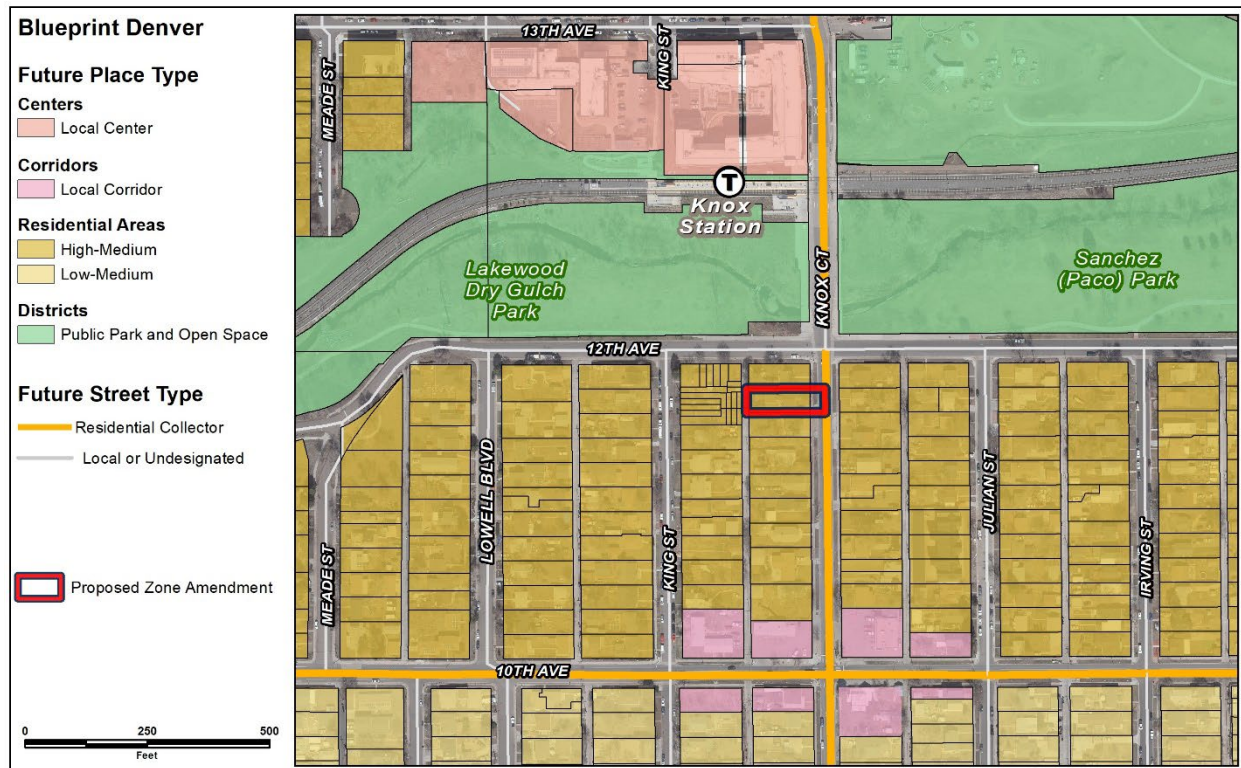 Blueprint Denver
Future Place Type
Centers
Local Center
Corridors
Local Corridor
Residential Areas
High-Medium
Low-Medium
Districts
Public Park and Open Space
Future Street Type
Residential Collector
Local or Undesignated
Proposed Zone Amendment
0 250 500
Feet
13TH AVE
KING ST
MEADE ST
T
Knox
Station
KNOX CT
Lakewood
Dry Gulch
Park
Sanchez
(Paco) Park
12TH AVE
LOWELL BLVD
KING ST
JULIAN ST
IRVING ST
MEADE ST
10TH AVE